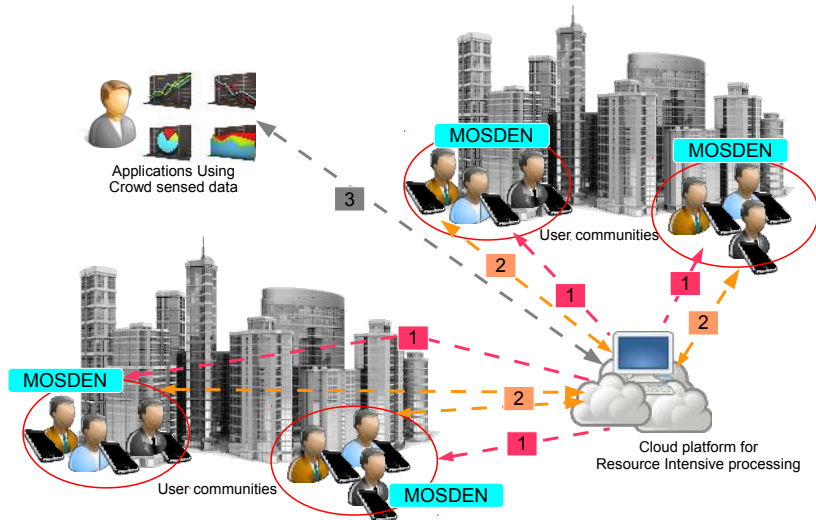 MOSDEN
MOSDEN
Applications Using
Crowd sensed data
3
User communities
2
1
1
2
1
MOSDEN
2
1
Cloud platform for
Resource Intensive processing
User communities
MOSDEN